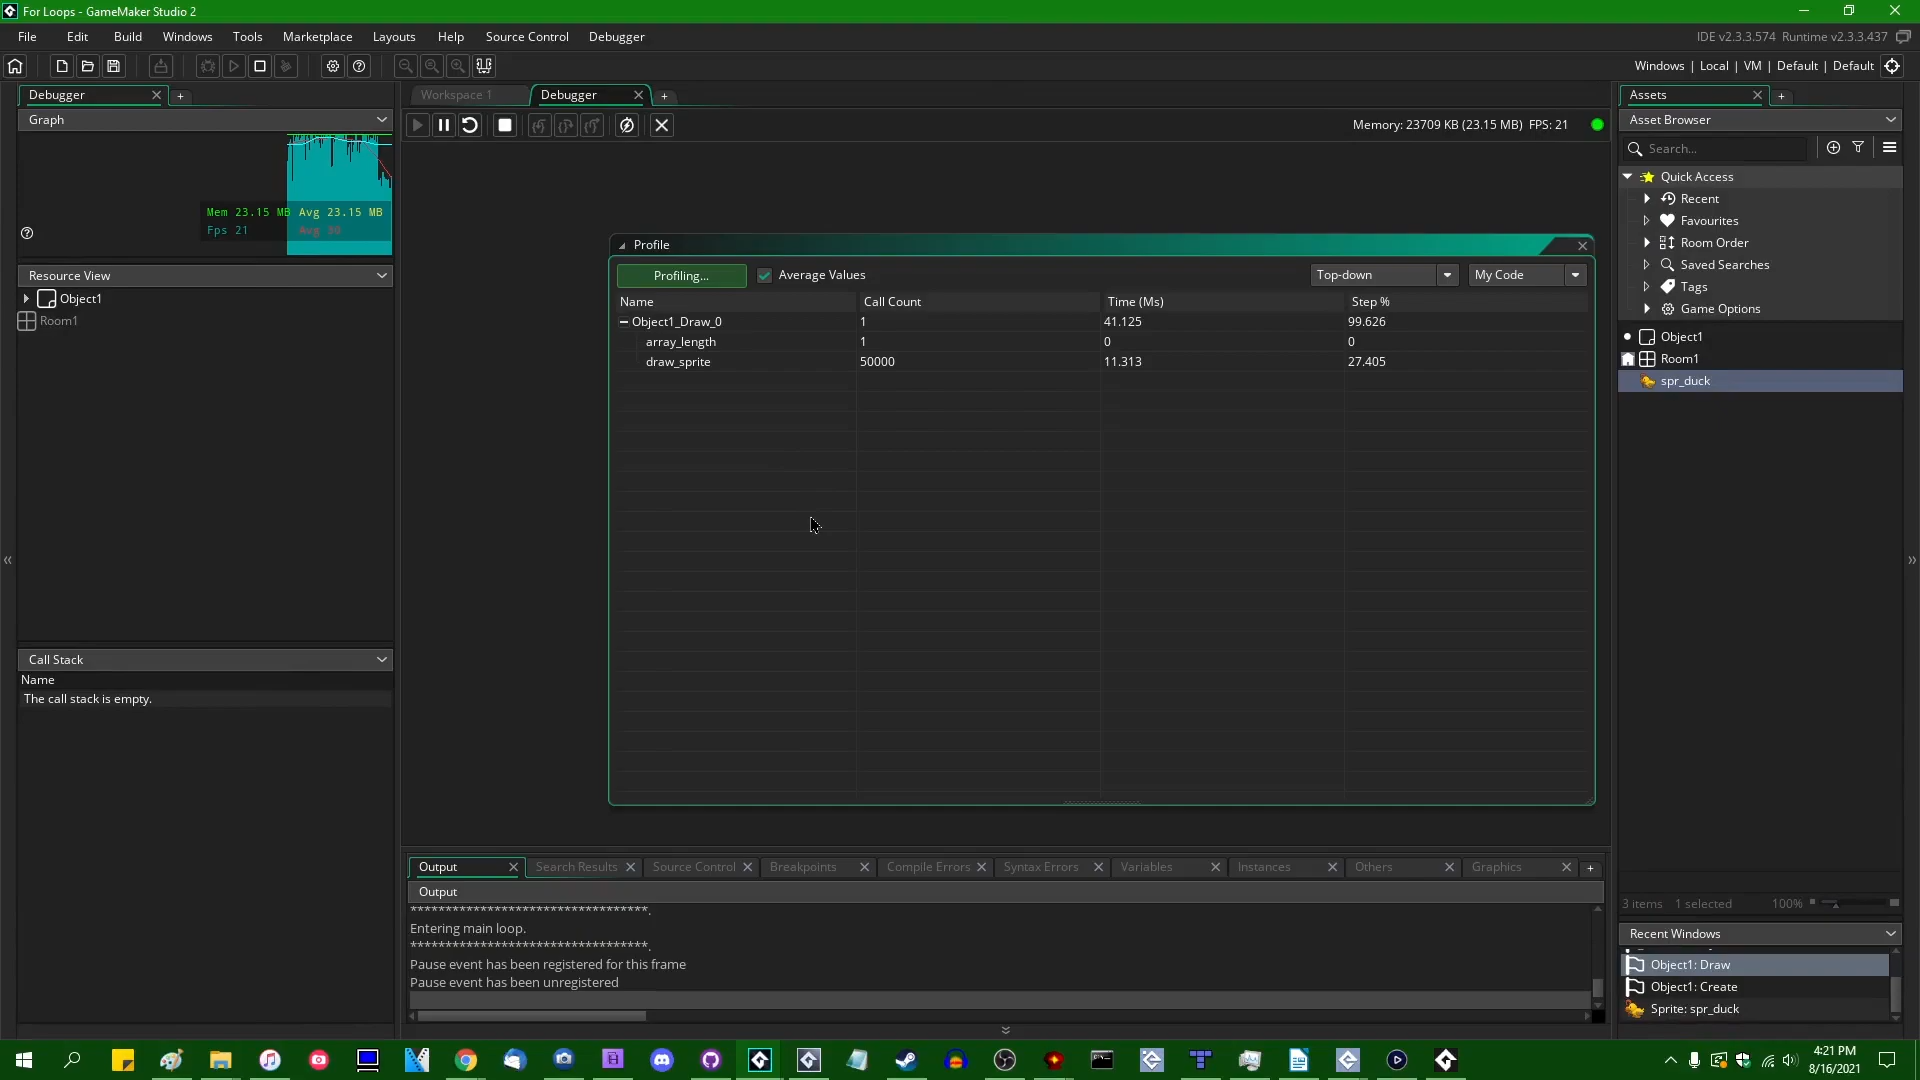 For Loops - GameMaker Studio 2
File Edit Build Windows Tools Marketplace Layouts Help Source Control Debugger
IDE v2.3.3.574 Runtime v2.3.3.437
Windows | Local | VM | Default | Default
Debugger
Graph
Mem 23.15 MB Avg 23.15 MB
Fps 21 Avg 30
Resource View
Object1
Room1
Call Stack
Name
The call stack is empty.
Workspace 1 Debugger
Memory: 23709 KB (23.15 MB) FPS: 21
Profile
Profiling... Average Values Top-down My Code
Name Call Count Time (Ms) Step %
Object1_Draw_0 1 41.125 99.626
array_length 1 0 0
draw_sprite 50000 11.313 27.405
Output Search Results Source Control Breakpoints Compile Errors Syntax Errors Variables Instances Others Graphics
Output
**********************************.
Entering main loop.
**********************************.
Pause event has been registered for this frame
Pause event has been unregistered
Assets
Asset Browser
Search...
Quick Access
Recent
Favourites
Room Order
Saved Searches
Tags
Game Options
Object1
Room1
spr_duck
3 items 1 selected 100%
Recent Windows
Object1: Draw
Object1: Create
Sprite: spr_duck
4:21 PM
8/16/2021